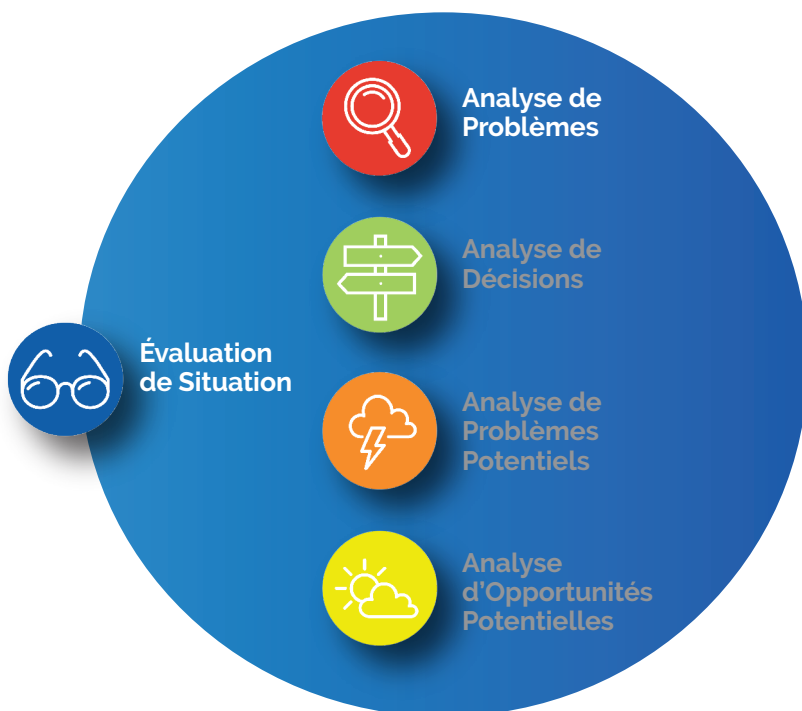 Analyse de
Problèmes
Analyse de
Décisions
Évaluation
de Situation
Analyse de
Problèmes
Potentiels
Analyse
d’Opportunités
Potentielles